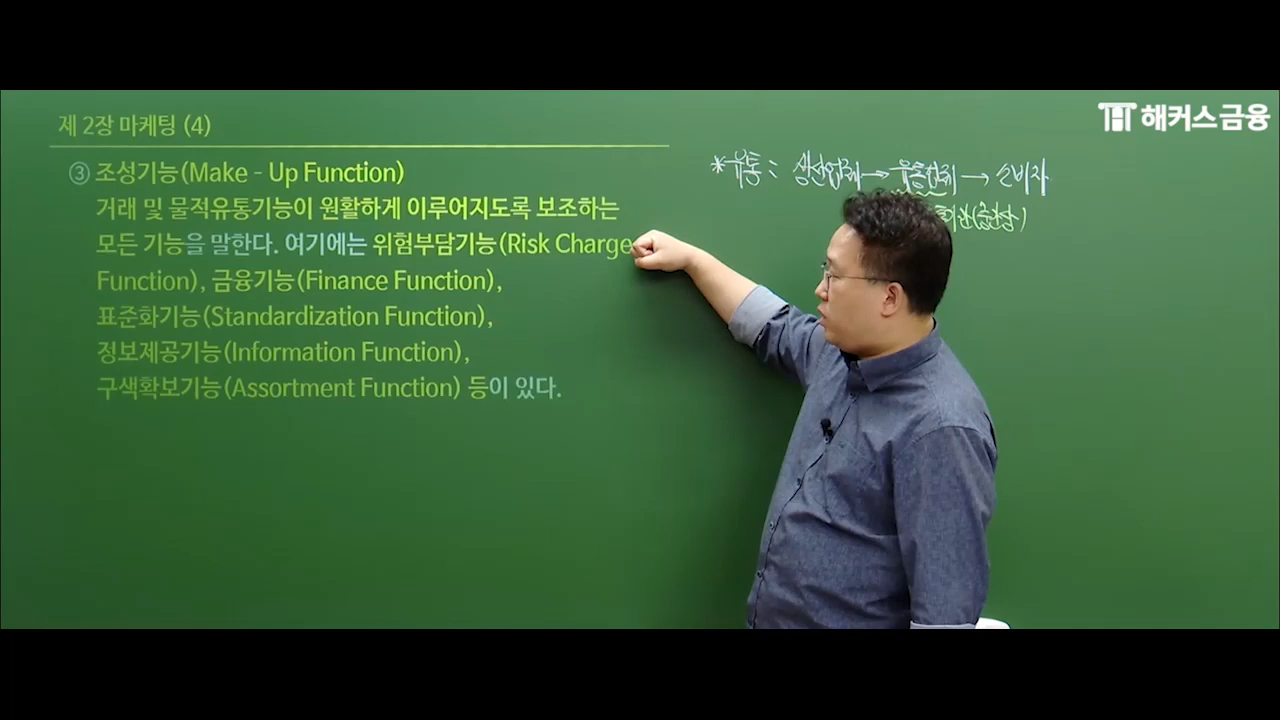 해커스금융
제 2장 마케팅 (4)
③ 조성기능(Make - Up Function)
거래 및 물적유통기능이 원활하게 이루어지도록 보조하는
모든 기능을 말한다. 여기에는 위험부담기능(Risk Charge
Function), 금융기능(Finance Function),
표준화기능(Standardization Function),
정보제공기능(Information Function),
구색확보기능(Assortment Function) 등이 있다.
*유통: 생산업체→유통업체→소비자